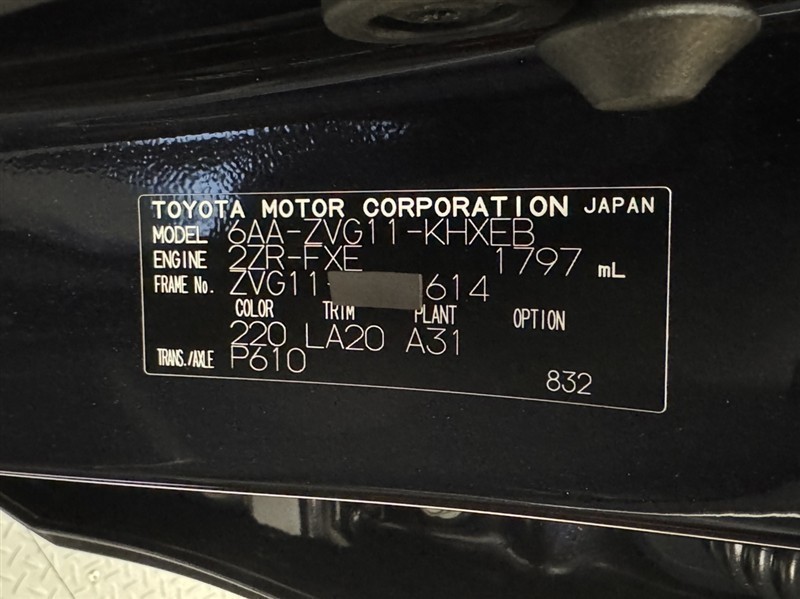 TOYOTA MOTOR CORPORATION JAPAN
MODEL 6AA-ZVG11-KHXEB
ENGINE 2ZR-FXE 1797 mL
FRAME No. ZVG11- 614
COLOR TRIM PLANT OPTION
220 LA20 A31
TRANS./AXLE P610
832